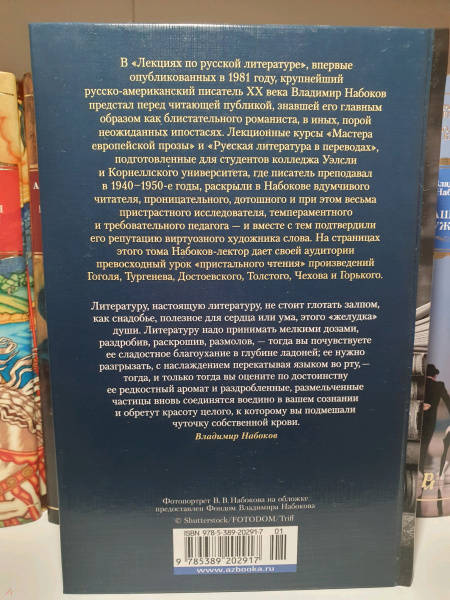 В «Лекциях по русской литературе», впервые
опубликованных в 1981 году, крупнейший
русско-американский писатель XX века Владимир Набоков
предстал перед читающей публикой, знавшей его главным
образом как блистательного романиста, в иных, порой
неожиданных ипостасях. Лекционные курсы «Мастера
европейской прозы» и «Русская литература в переводах»,
подготовленные для студентов колледжа Уэлсли
и Корнеллского университета, где писатель преподавал
в 1940–1950-е годы, раскрыли в Набокове вдумчивого
читателя, проницательного, дотошного и при этом весьма
пристрастного исследователя, темпераментного
и требовательного педагога — и вместе с тем подтвердили
его репутацию виртуозного художника слова. На страницах
этого тома Набоков-лектор дает своей аудитории
превосходный урок «пристального чтения» произведений
Гоголя, Тургенева, Достоевского, Толстого, Чехова и Горького.
Литературу, настоящую литературу, не стоит глотать залпом,
как снадобье, полезное для сердца или ума, этого «желудка»
души. Литературу надо принимать мелкими дозами,
раздробив, раскрошив, размолов, — тогда вы почувствуете
ее сладостное благоухание в глубине ладоней; ее нужно
разгрызать, с наслаждением перекатывая языком во рту, —
тогда, и только тогда вы оцените по достоинству
ее редкостный аромат и раздробленные, размельченные
частицы вновь соединятся воедино в вашем сознании
и обретут красоту целого, к которому вы подмешали
чуточку собственной крови.
Владимир Набоков
Фотопортрет В. В. Набокова на обложке
предоставлен Фондом Владимира Набокова
© Shutterstock/FOTODOM/Triff
ISBN 978-5-389-20291-7
01
9 785389 202917
www.azbooka.ru